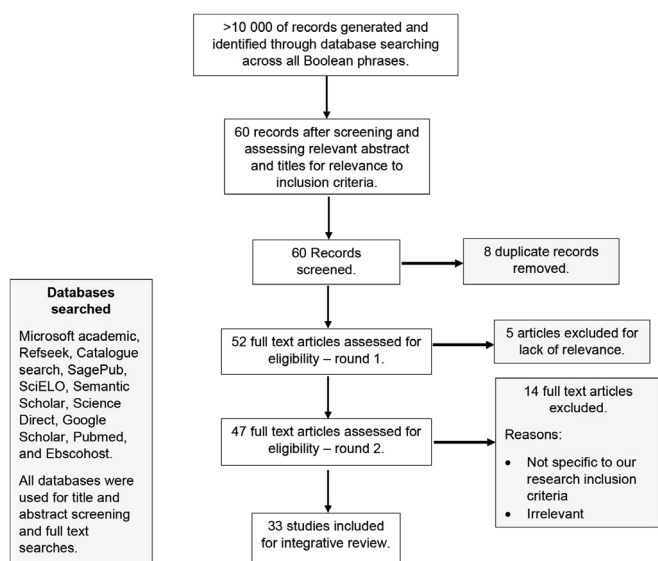 >10 000 of records generated and
identified through database searching
across all Boolean phrases.
60 records after screening and
assessing relevant abstract
and titles for relevance to
inclusion criteria.
60 Records
screened.
8 duplicate records
removed.
Databases
searched
Microsoft academic,
Refseek, Catalogue
search, SagePub,
SciELO, Semantic
Scholar, Science
Direct, Google
Scholar, Pubmed,
and Ebscohost.
All databases were
used for title and
abstract screening
and full text
searches.
52 full text articles assessed for
eligibility – round 1.
5 articles excluded for
lack of relevance.
47 full text articles assessed for
eligibility – round 2.
14 full text articles
excluded.
Reasons:
• Not specific to our
research inclusion
criteria
• Irrelevant
33 studies included
for integrative review.